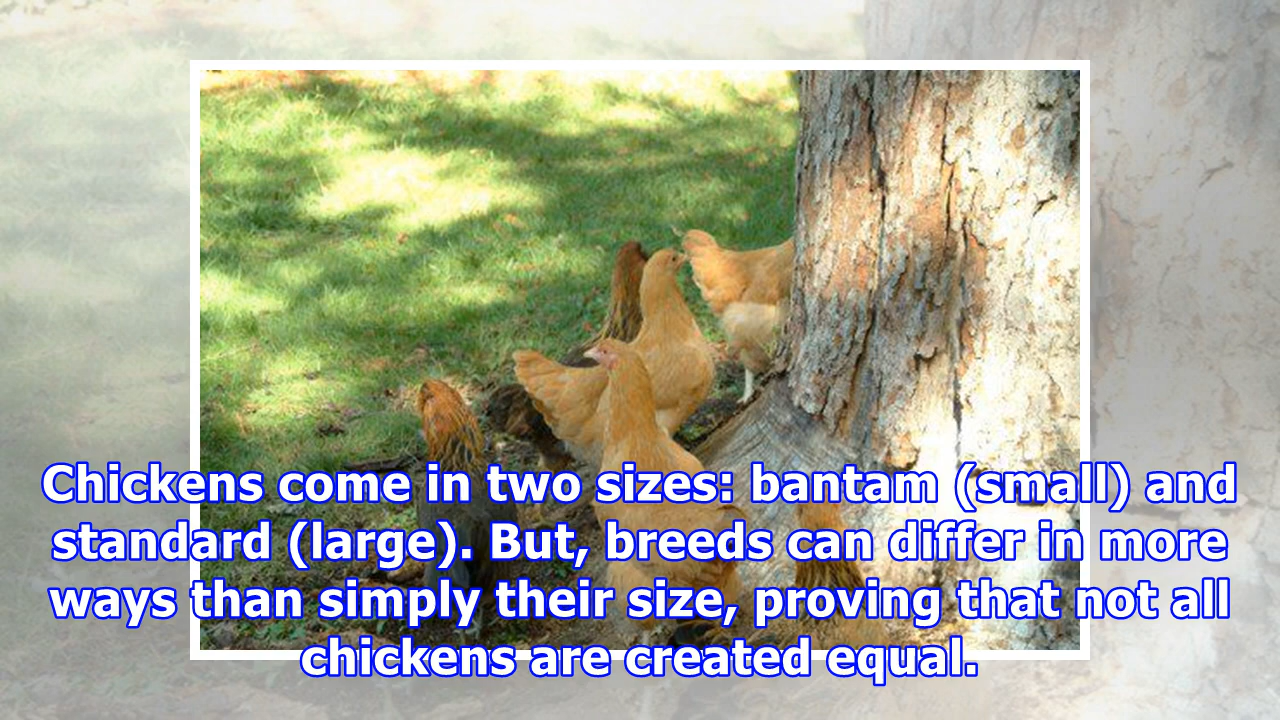 Chickens come in two sizes: bantam (small) and
standard (large). But, breeds can differ in more
ways than simply their size, proving that not all
chickens are created equal.